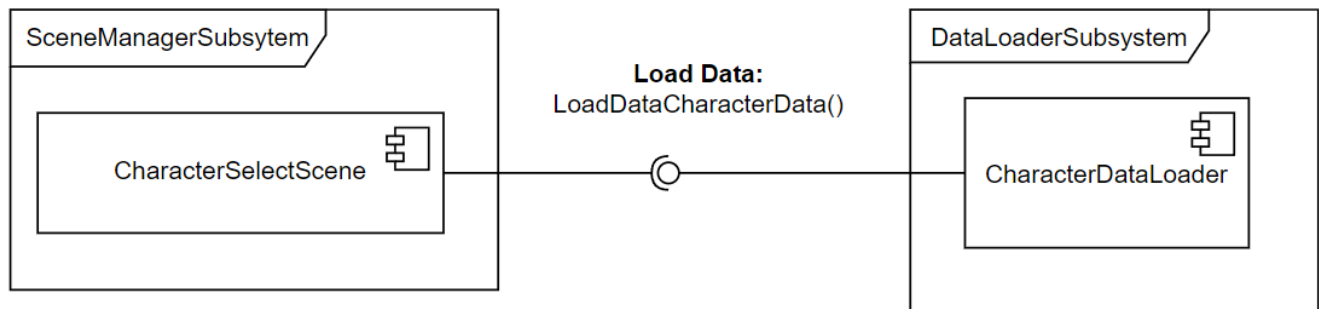 SceneManagerSubsytem
DataLoaderSubsystem
Load Data:
LoadDataCharacterData()
CharacterSelectScene
CharacterDataLoader